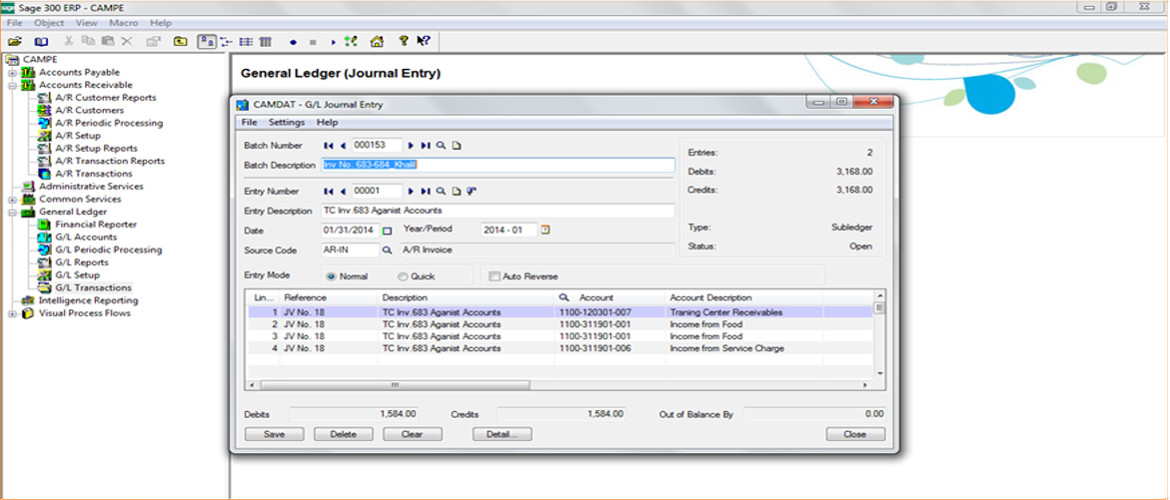 sage Sage 300 ERP - CAMPE
File Object View Macro Help
CAMPE
Accounts Payable
Accounts Receivable
A/R Customer Reports
A/R Customers
A/R Periodic Processing
A/R Setup
A/R Setup Reports
A/R Transaction Reports
A/R Transactions
Administrative Services
Common Services
General Ledger
Financial Reporter
G/L Accounts
G/L Periodic Processing
G/L Reports
G/L Setup
G/L Transactions
Intelligence Reporting
Visual Process Flows
General Ledger (Journal Entry)
CAMDAT - G/L Journal Entry
File Settings Help
Batch Number 000153
Batch Description Inv No. 683-684_Khalil
Entry Number 00001
Entry Description TC Inv.683 Aganist Accounts
Date 01/31/2014 Year/Period 2014 - 01
Source Code AR-IN A/R Invoice
Entries: 2
Debits: 3,168.00
Credits: 3,168.00
Type: Subledger
Status: Open
Entry Mode Normal Quick Auto Reverse
Lin... Reference Description Account Account Description
1 JV No. 18 TC Inv.683 Aganist Accounts 1100-120301-007 Traning Center Receivables
2 JV No. 18 TC Inv.683 Aganist Accounts 1100-311901-001 Income from Food
3 JV No. 18 TC Inv.683 Aganist Accounts 1100-311901-001 Income from Food
4 JV No. 18 TC Inv.683 Aganist Accounts 1100-311901-006 Income from Service Charge
Debits 1,584.00 Credits 1,584.00 Out of Balance By 0.00
Save Delete Clear Detail... Close